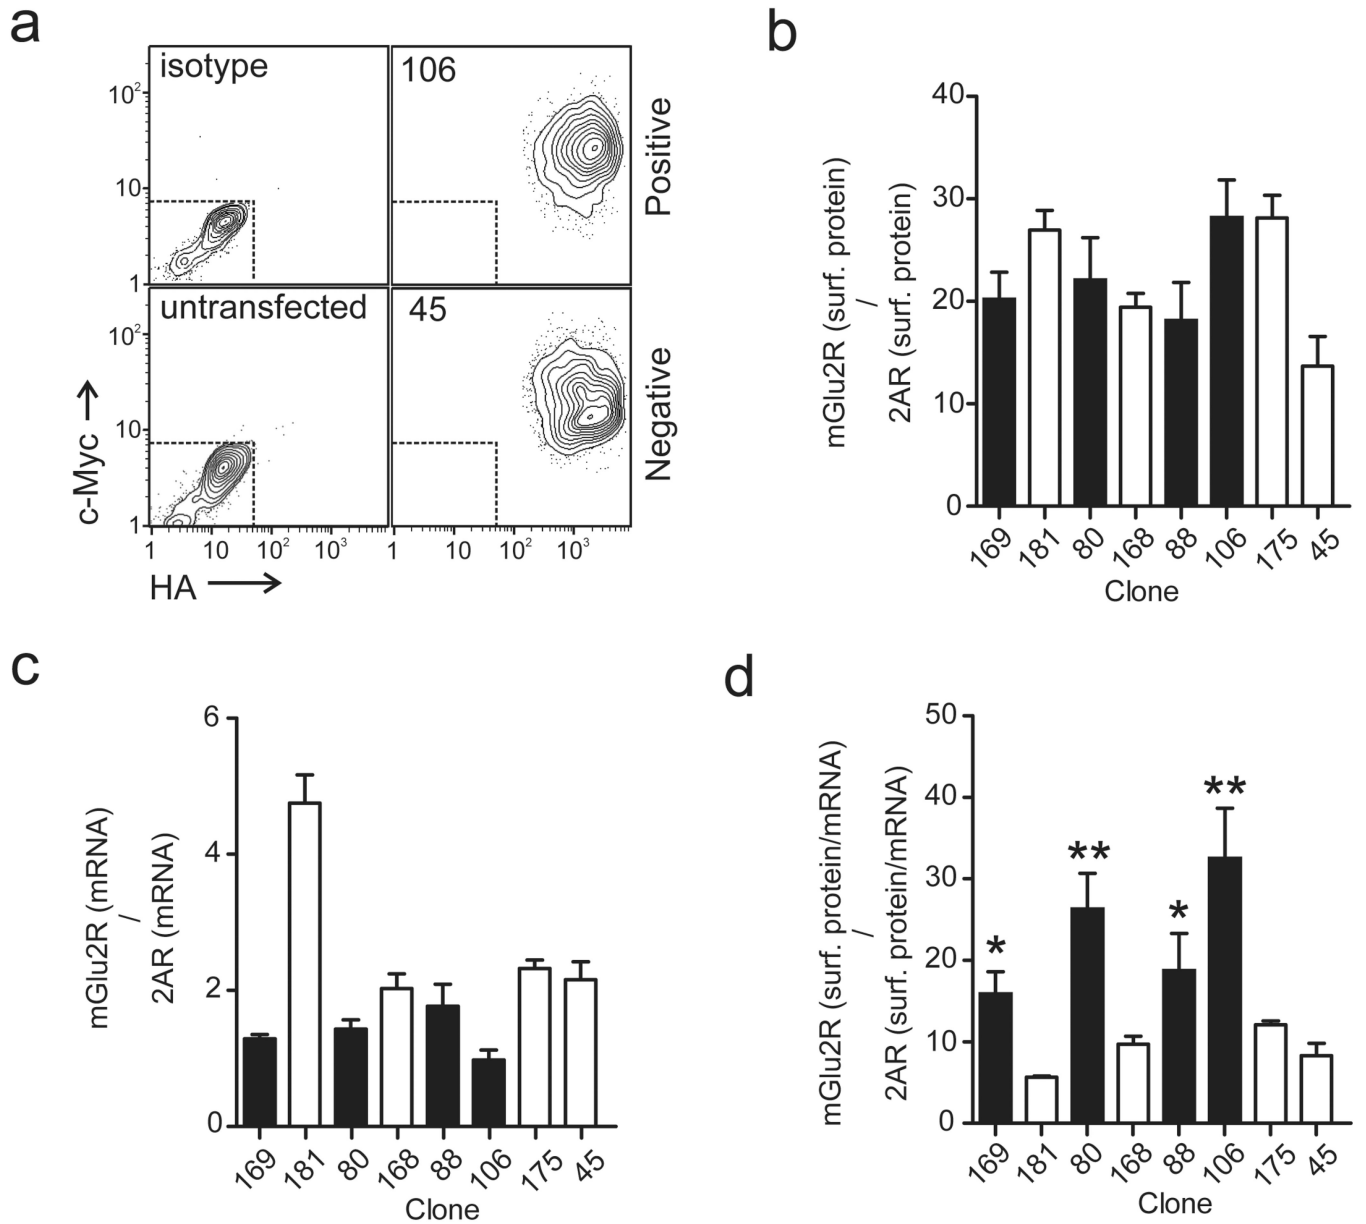 a
isotype
106
10²
10
1
Positive
untransfected
45
10²
10
1
Negative
c-Myc
1 10 10² 10³
1 10 10² 10³
HA
b
mGlu2R (surf. protein)
/
2AR (surf. protein)
40
30
20
10
0
169 181 80 168 88 106 175 45
Clone
c
mGlu2R (mRNA)
/
2AR (mRNA)
6
4
2
0
169 181 80 168 88 106 175 45
Clone
d
mGlu2R (surf. protein/mRNA)
/
2AR (surf. protein/mRNA)
50
40
30
20
10
0
* ** * **
169 181 80 168 88 106 175 45
Clone